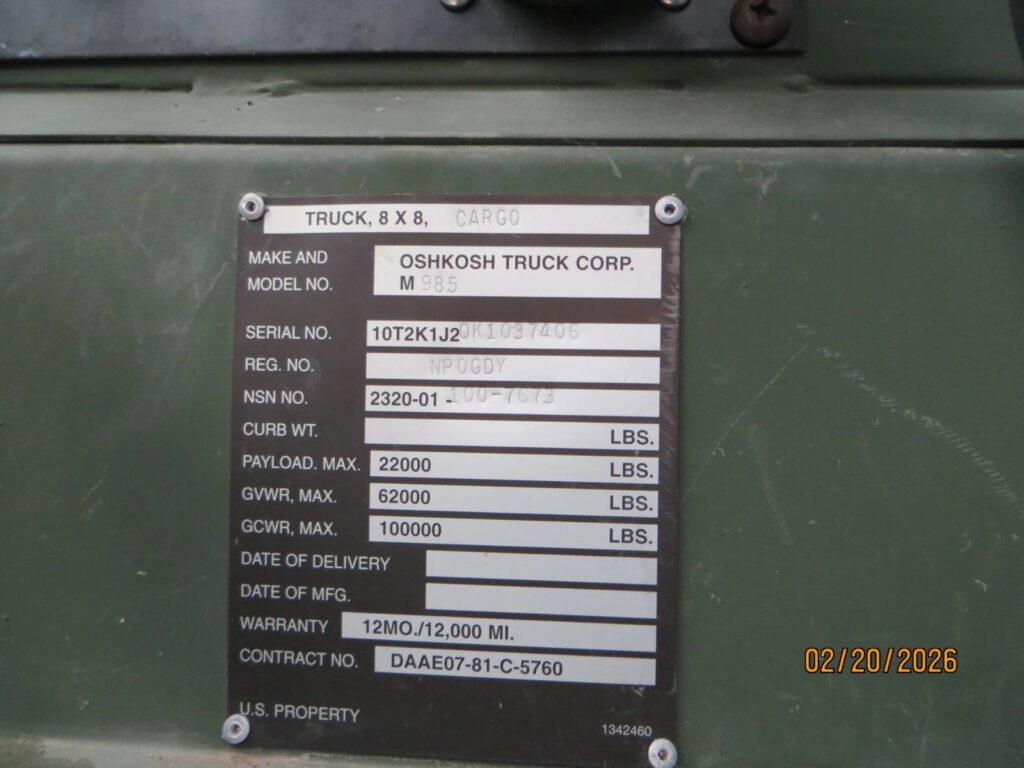 TRUCK, 8 X 8, CARGO
MAKE AND MODEL NO. OSHKOSH TRUCK CORP.
M 985
SERIAL NO. 10T2K1J20K1037406
REG. NO. NP0GDY
NSN NO. 2320-01 - 100-7673
CURB WT. LBS.
PAYLOAD. MAX. 22000 LBS.
GVWR, MAX. 62000 LBS.
GCWR, MAX. 100000 LBS.
DATE OF DELIVERY
DATE OF MFG.
WARRANTY 12MO./12,000 MI.
CONTRACT NO. DAAE07-81-C-5760
U.S. PROPERTY
1342460
02/20/2026